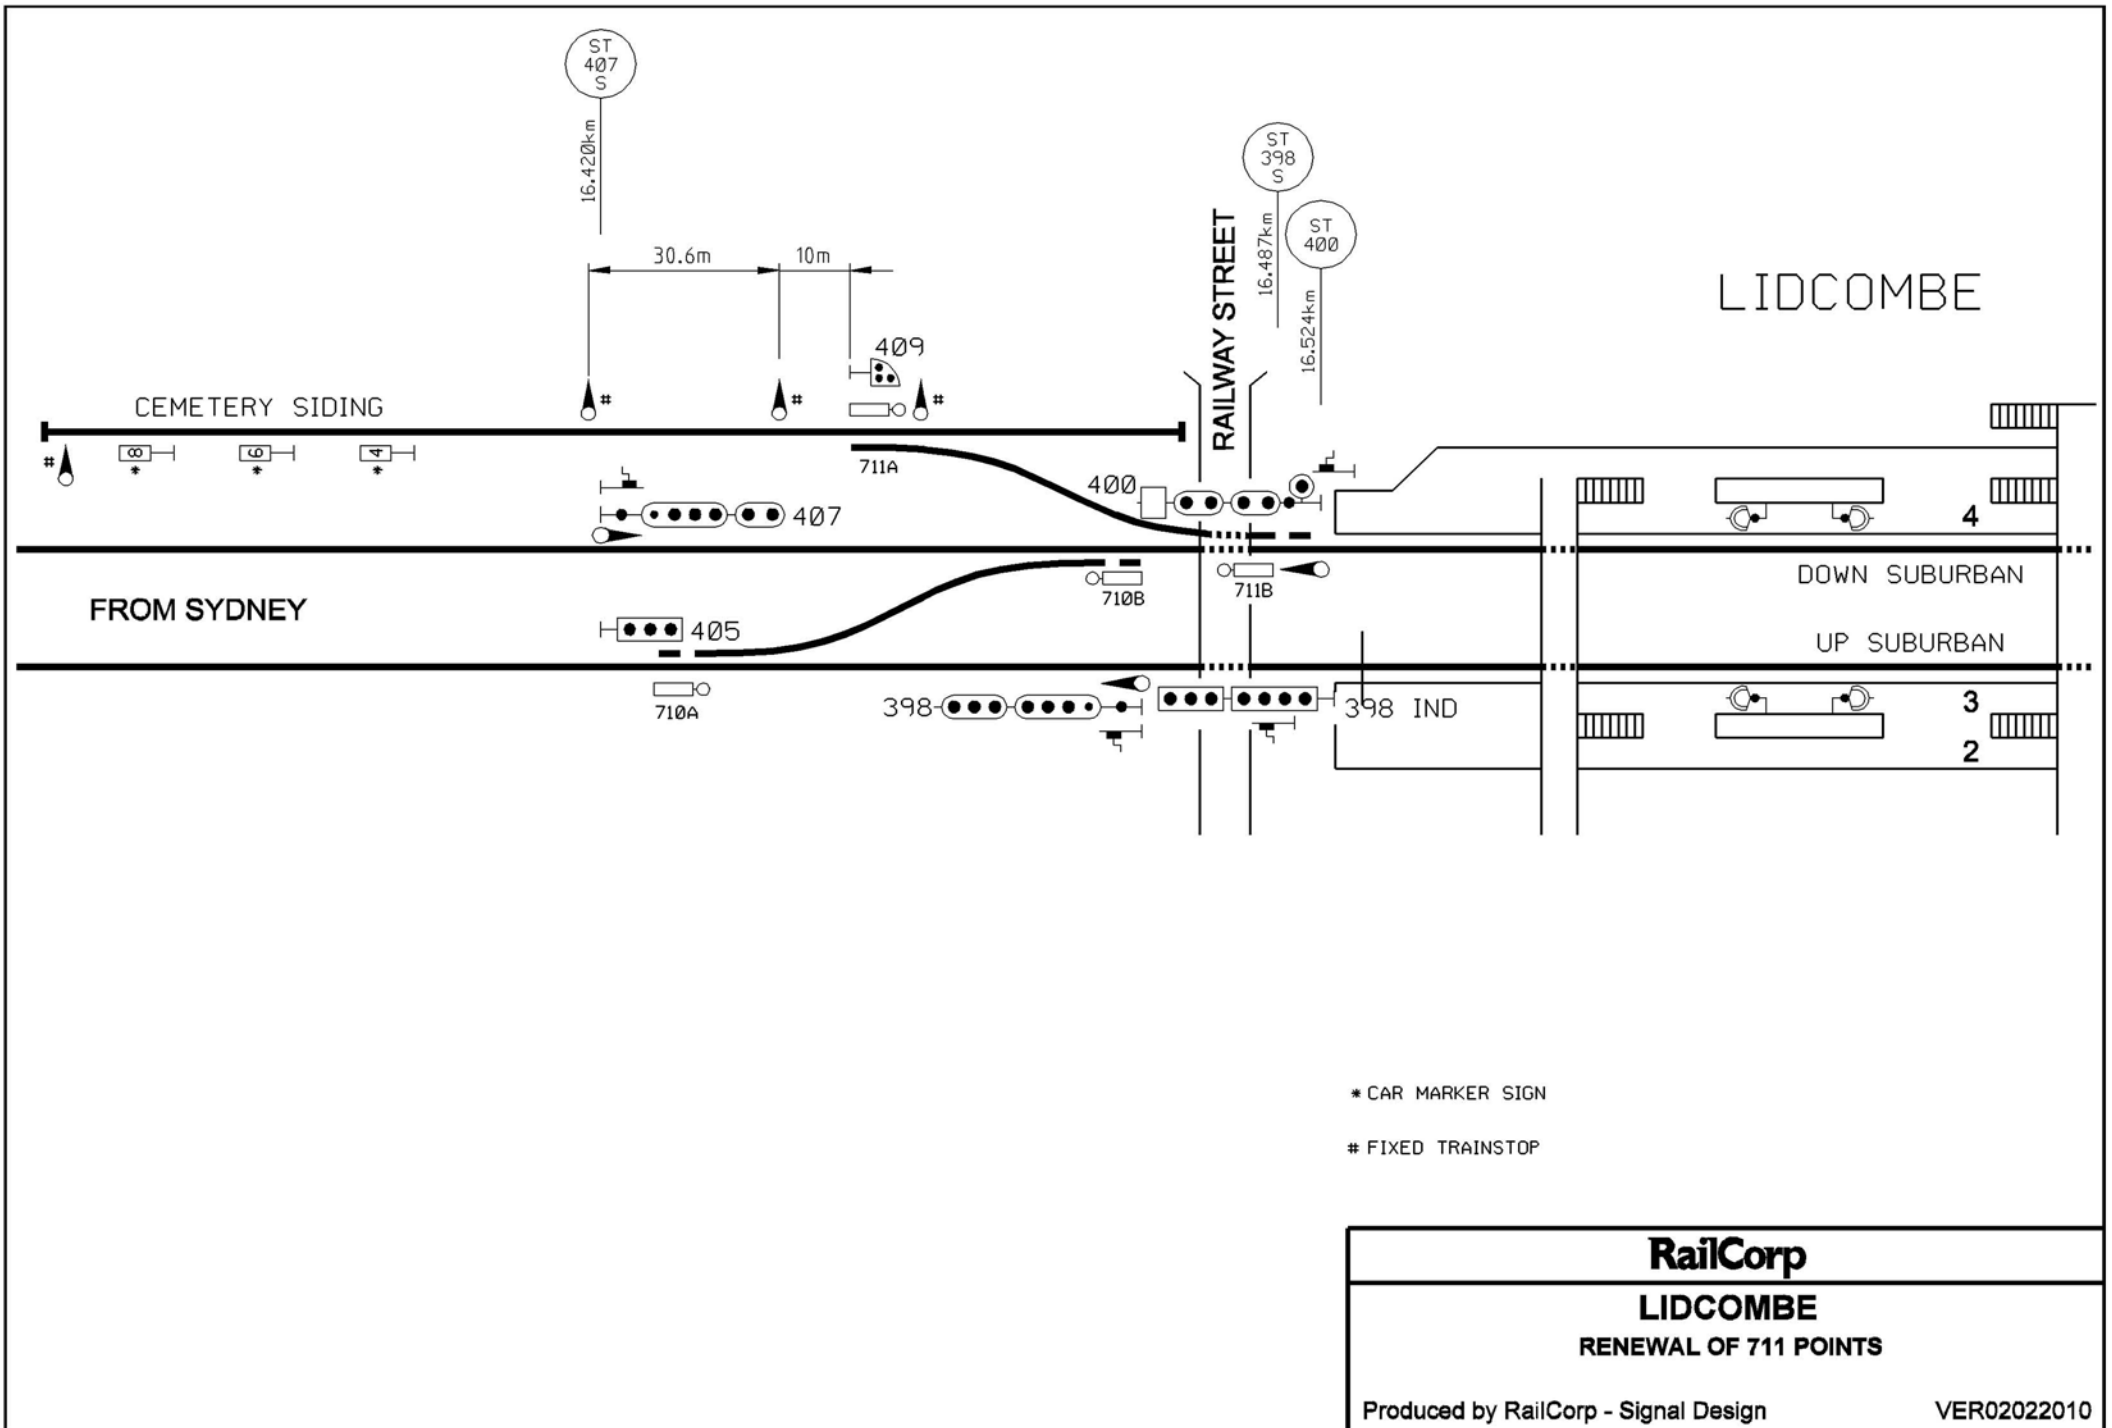 ST
407
S
16.420km
ST
398
S
16.487km
ST
400
16.524km
30.6m
10m
RAILWAY STREET
LIDCOMBE
409
#
#
#
CEMETERY SIDING
#
8
*
6
*
4
*
711A
400
407
4
DOWN SUBURBAN
FROM SYDNEY
710B
711B
405
UP SUBURBAN
710A
398
398 IND
3
2
* CAR MARKER SIGN
# FIXED TRAINSTOP
RailCorp
LIDCOMBE
RENEWAL OF 711 POINTS
Produced by RailCorp - Signal Design
VER02022010